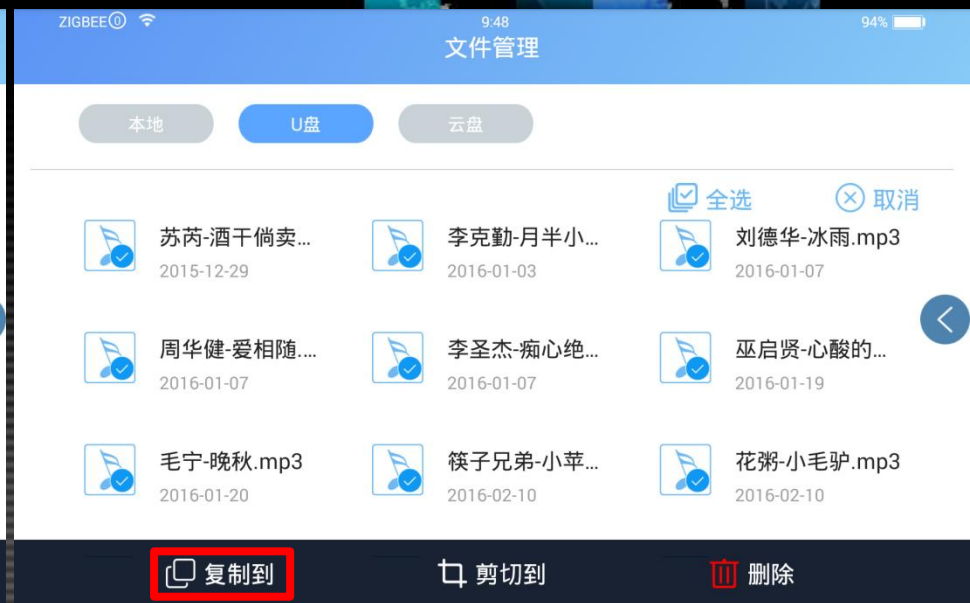 ZIGBEE⓪ 9:48 94%
文件管理
本地 U盘 云盘
全选 取消
苏芮-酒干倘卖... 李克勤-月半小... 刘德华-冰雨.mp3
2015-12-29 2016-01-03 2016-01-07
周华健-爱相随.... 李圣杰-痴心绝... 巫启贤-心酸的...
2016-01-07 2016-01-07 2016-01-19
毛宁-晚秋.mp3 筷子兄弟-小苹... 花粥-小毛驴.mp3
2016-01-20 2016-02-10 2016-02-10
复制到 剪切到 删除